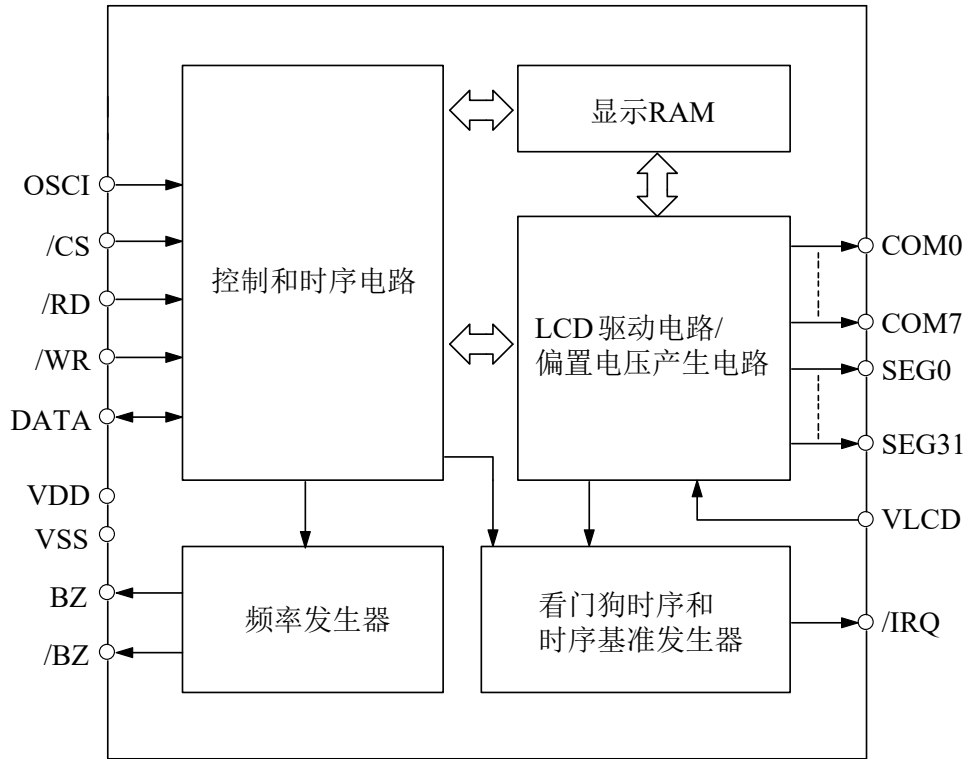 显示RAM
OSCI
/CS
/RD
/WR
DATA
VDD
VSS
BZ
/BZ
控制和时序电路
LCD 驱动电路/
偏置电压产生电路
COM0
COM7
SEG0
SEG31
VLCD
/IRQ
频率发生器
看门狗时序和
时序基准发生器